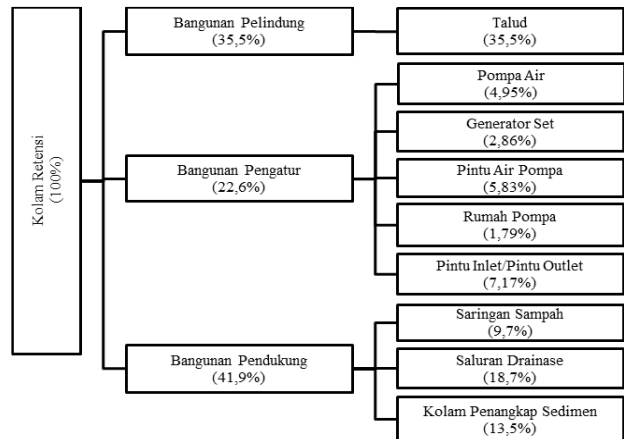 Kolam Retensi
(100%)
Bangunan Pelindung
(35,5%)
Talud
(35,5%)
Bangunan Pengatur
(22,6%)
Pompa Air
(4,95%)
Generator Set
(2,86%)
Pintu Air Pompa
(5,83%)
Rumah Pompa
(1,79%)
Pintu Inlet/Pintu Outlet
(7,17%)
Bangunan Pendukung
(41,9%)
Saringan Sampah
(9,7%)
Saluran Drainase
(18,7%)
Kolam Penangkap Sedimen
(13,5%)